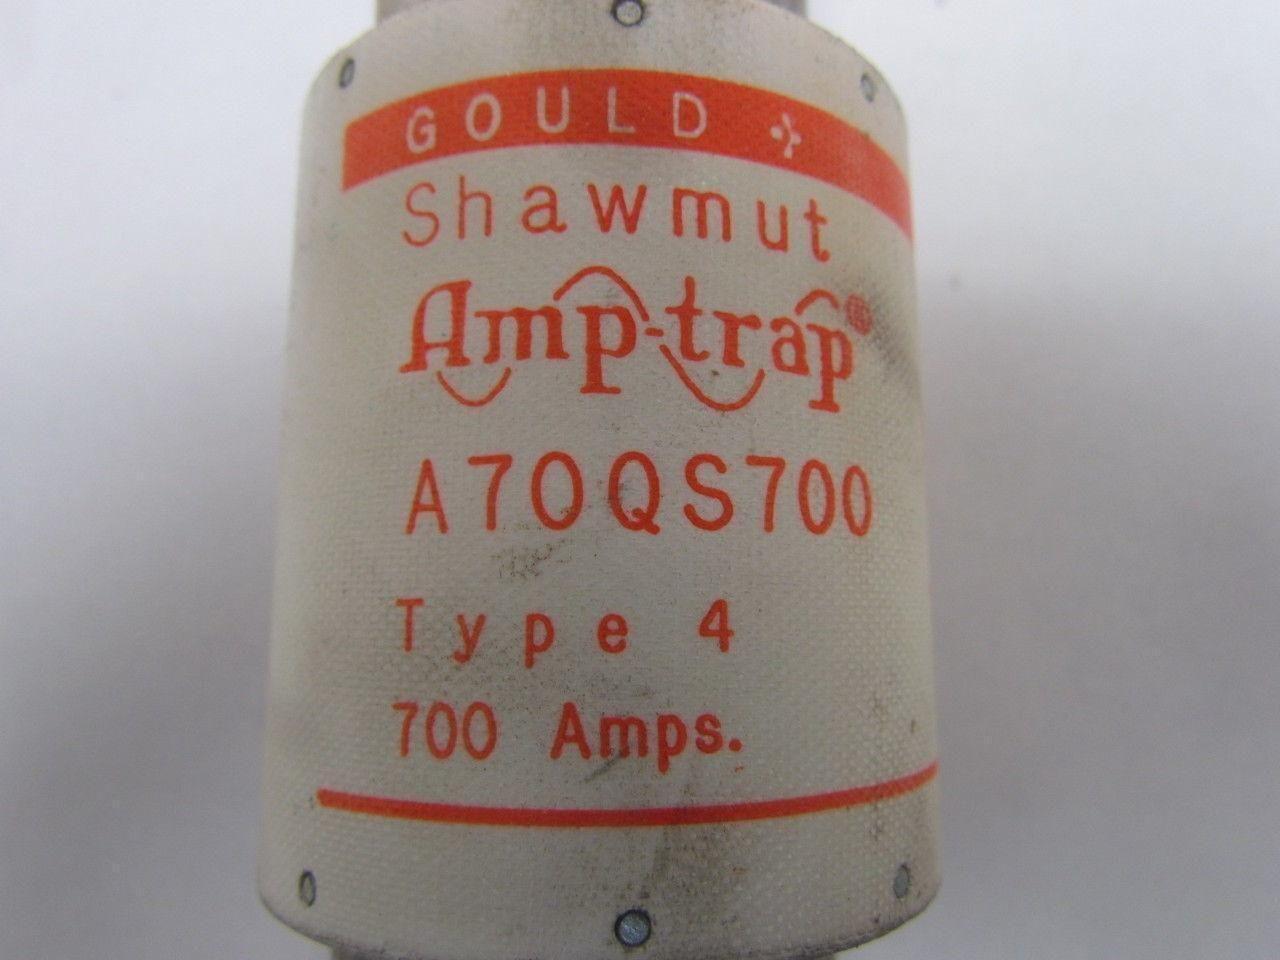 GOULD
Shawmut
Amp-trap®
A70QS700
Type 4
700 Amps.